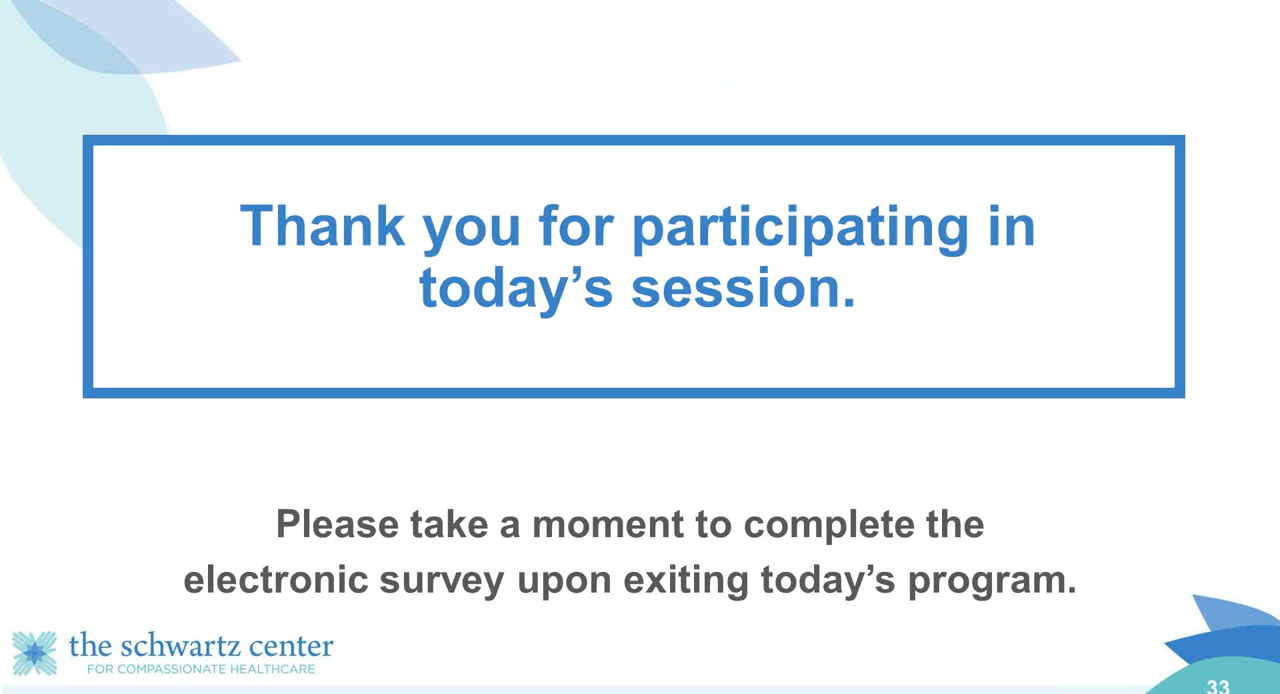 Thank you for participating in
today’s session.
Please take a moment to complete the
electronic survey upon exiting today’s program.
the schwartz center
FOR COMPASSIONATE HEALTHCARE
33